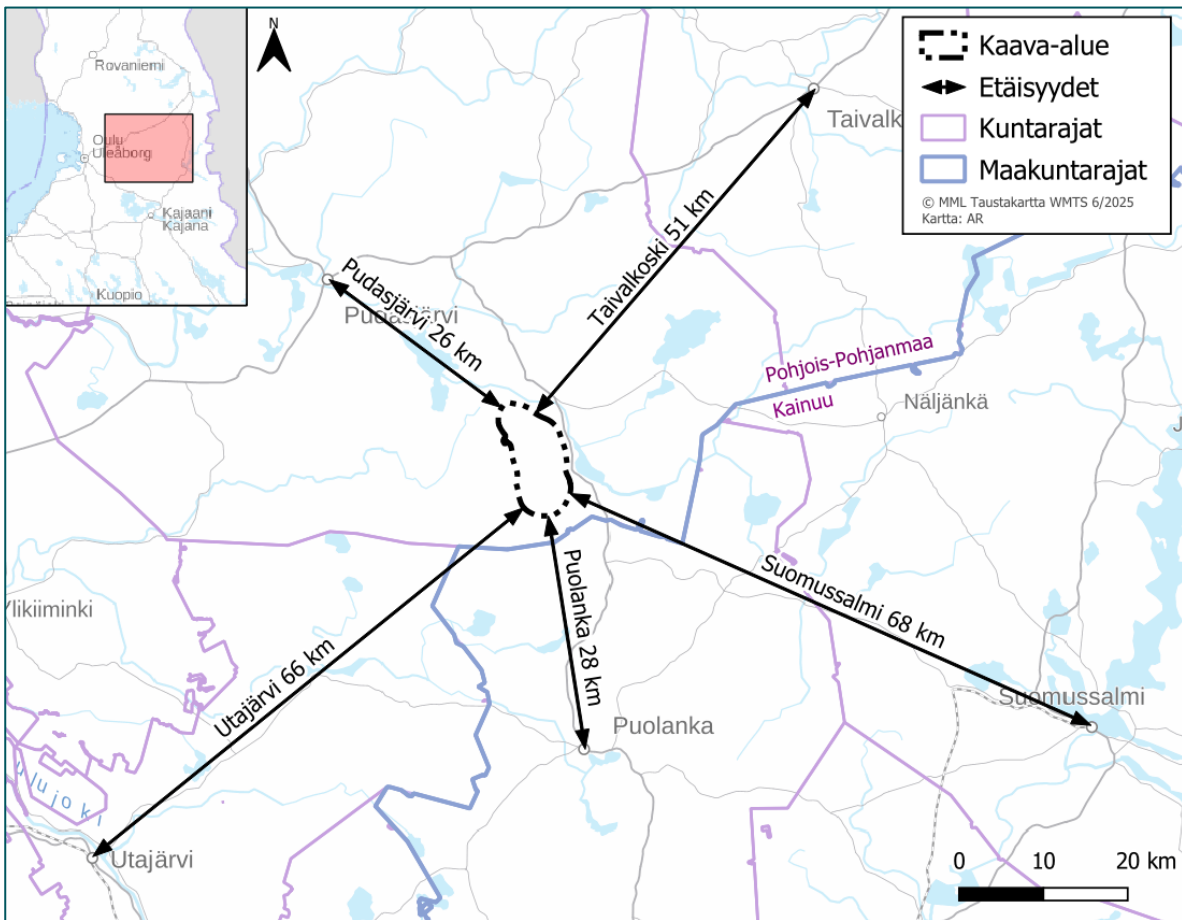 N
Rovaniemi
Oulu
Uleåborg
Kajaani
Kajana
Kuopio
Kaava-alue
Etäisyydet
Kuntarajat
Maakuntarajat
© MML Taustakartta WMTS 6/2025
Kartta: AR
Taivalk
Taivalkoski 51 km
Pudasjärvi 26 km
Pudasjärvi
Pohjois-Pohjanmaa
Kainuu
Näljänkä
J
Ylikiiminki
Utajärvi 66 km
Puolanka 28 km
Suomussalmi 68 km
Suomussalmi
Puolanka
ulujoki
Utajärvi
0 10 20 km